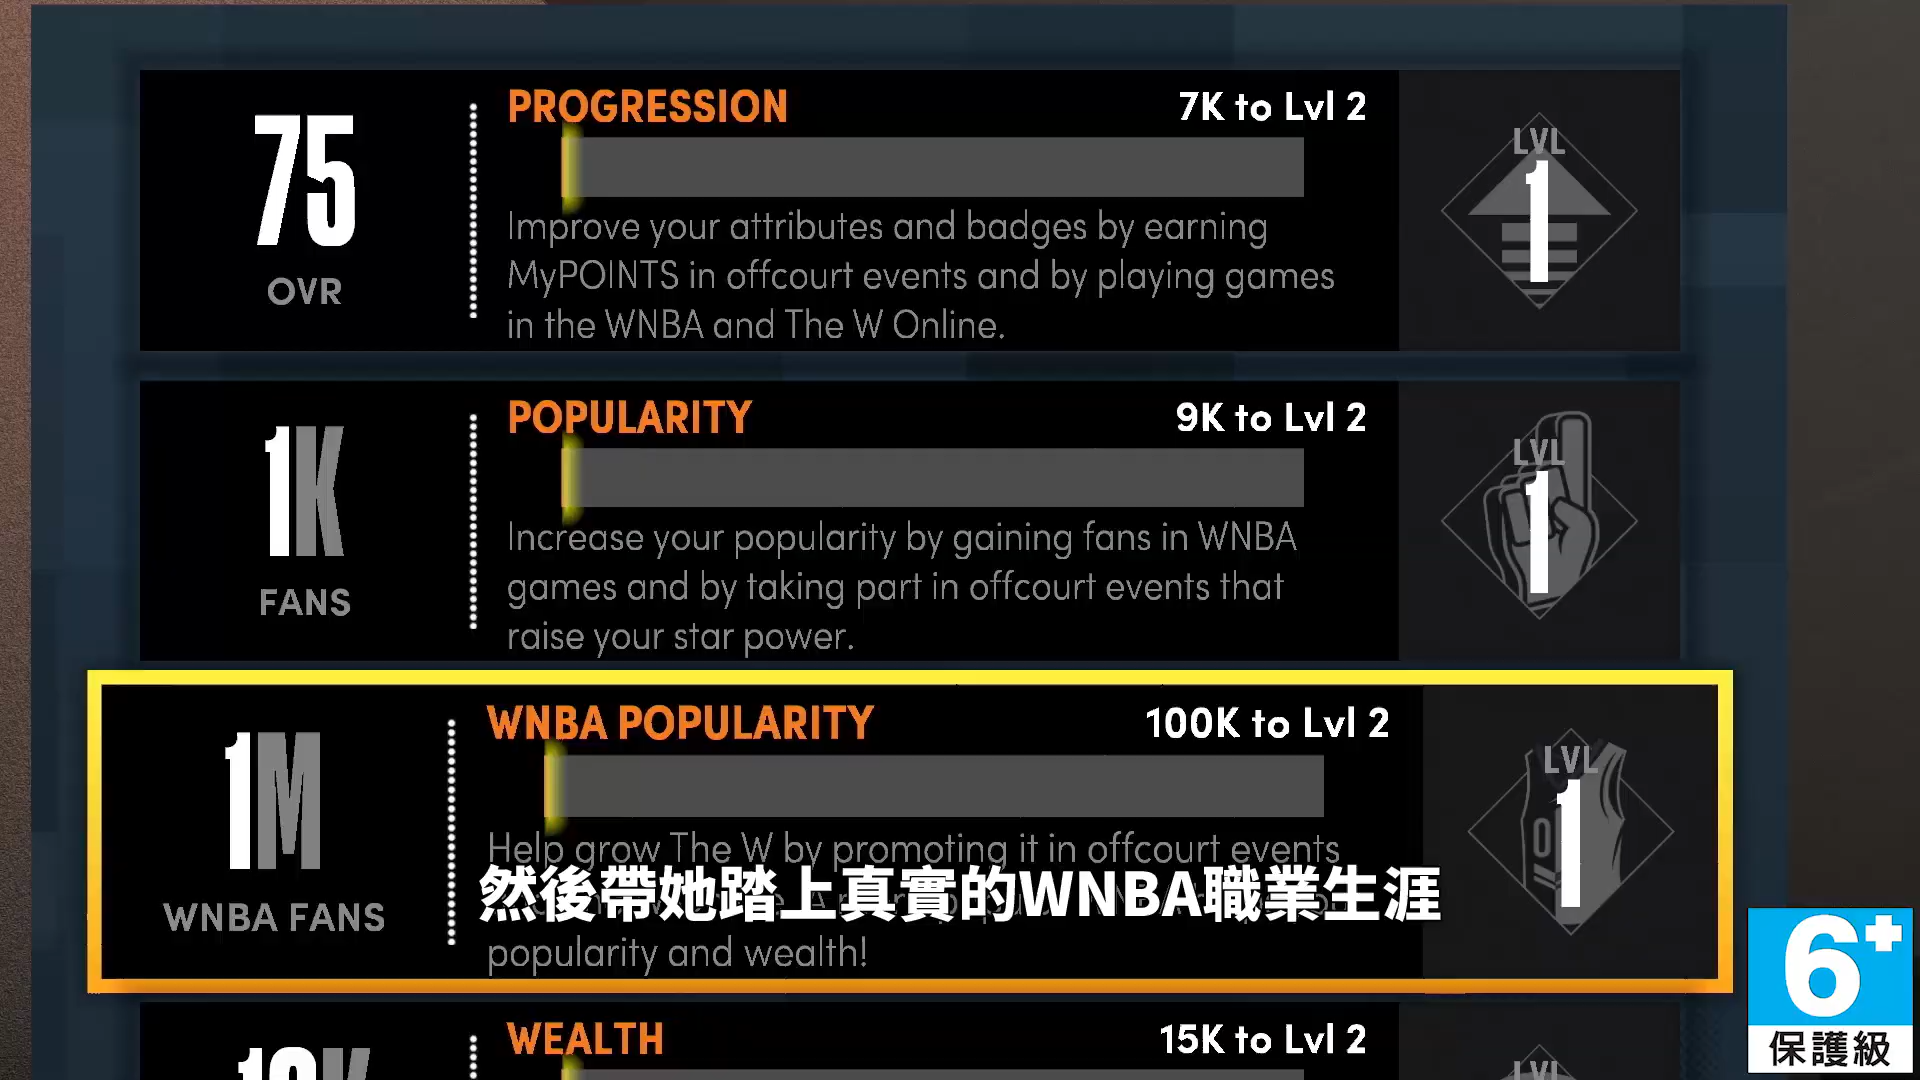 PROGRESSION
7K to Lvl 2
75
OVR
LVL
1
Improve your attributes and badges by earning
MyPOINTS in offcourt events and by playing games
in the WNBA and The W Online.
POPULARITY
9K to Lvl 2
1K
FANS
LVL
1
Increase your popularity by gaining fans in WNBA
games and by taking part in offcourt events that
raise your star power.
WNBA POPULARITY
100K to Lvl 2
1M
WNBA FANS
LVL
1
Help grow The W by promoting it in offcourt events
然後帶她踏上真實的WNBA職業生涯
popularity and wealth!
WEALTH
15K to Lvl 2
LVL
6+
保護級